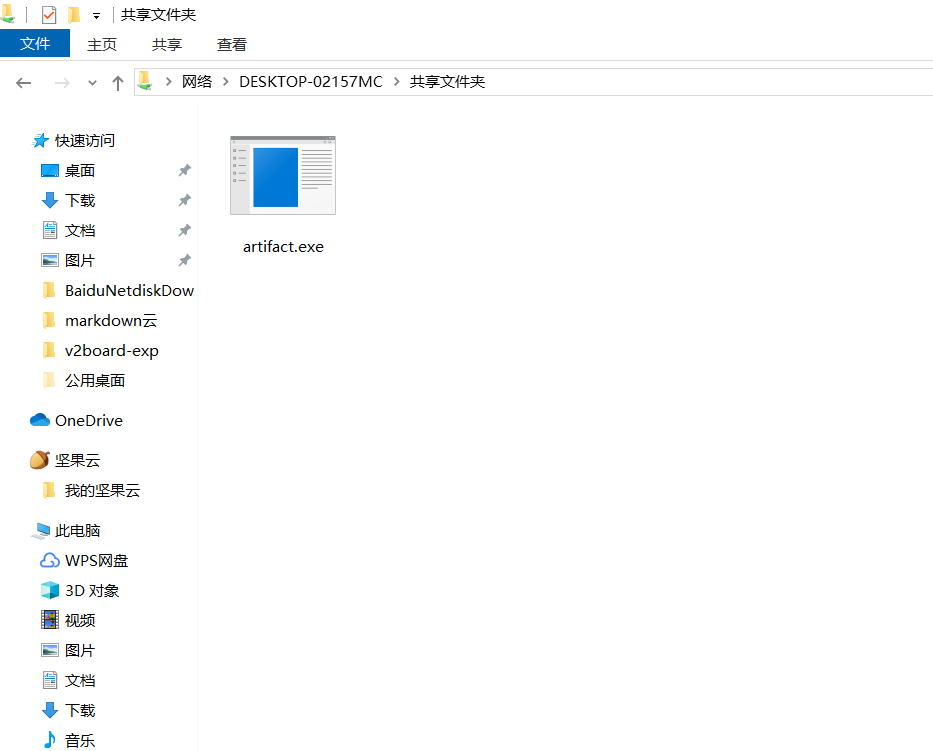 共享文件夹
文件 主页 共享 查看
网络 DESKTOP-02157MC 共享文件夹
快速访问
桌面
下载
文档
图片
BaiduNetdiskDow
markdown云
v2board-exp
公用桌面
OneDrive
坚果云
我的坚果云
此电脑
WPS网盘
3D 对象
视频
图片
文档
下载
音乐
artifact.exe